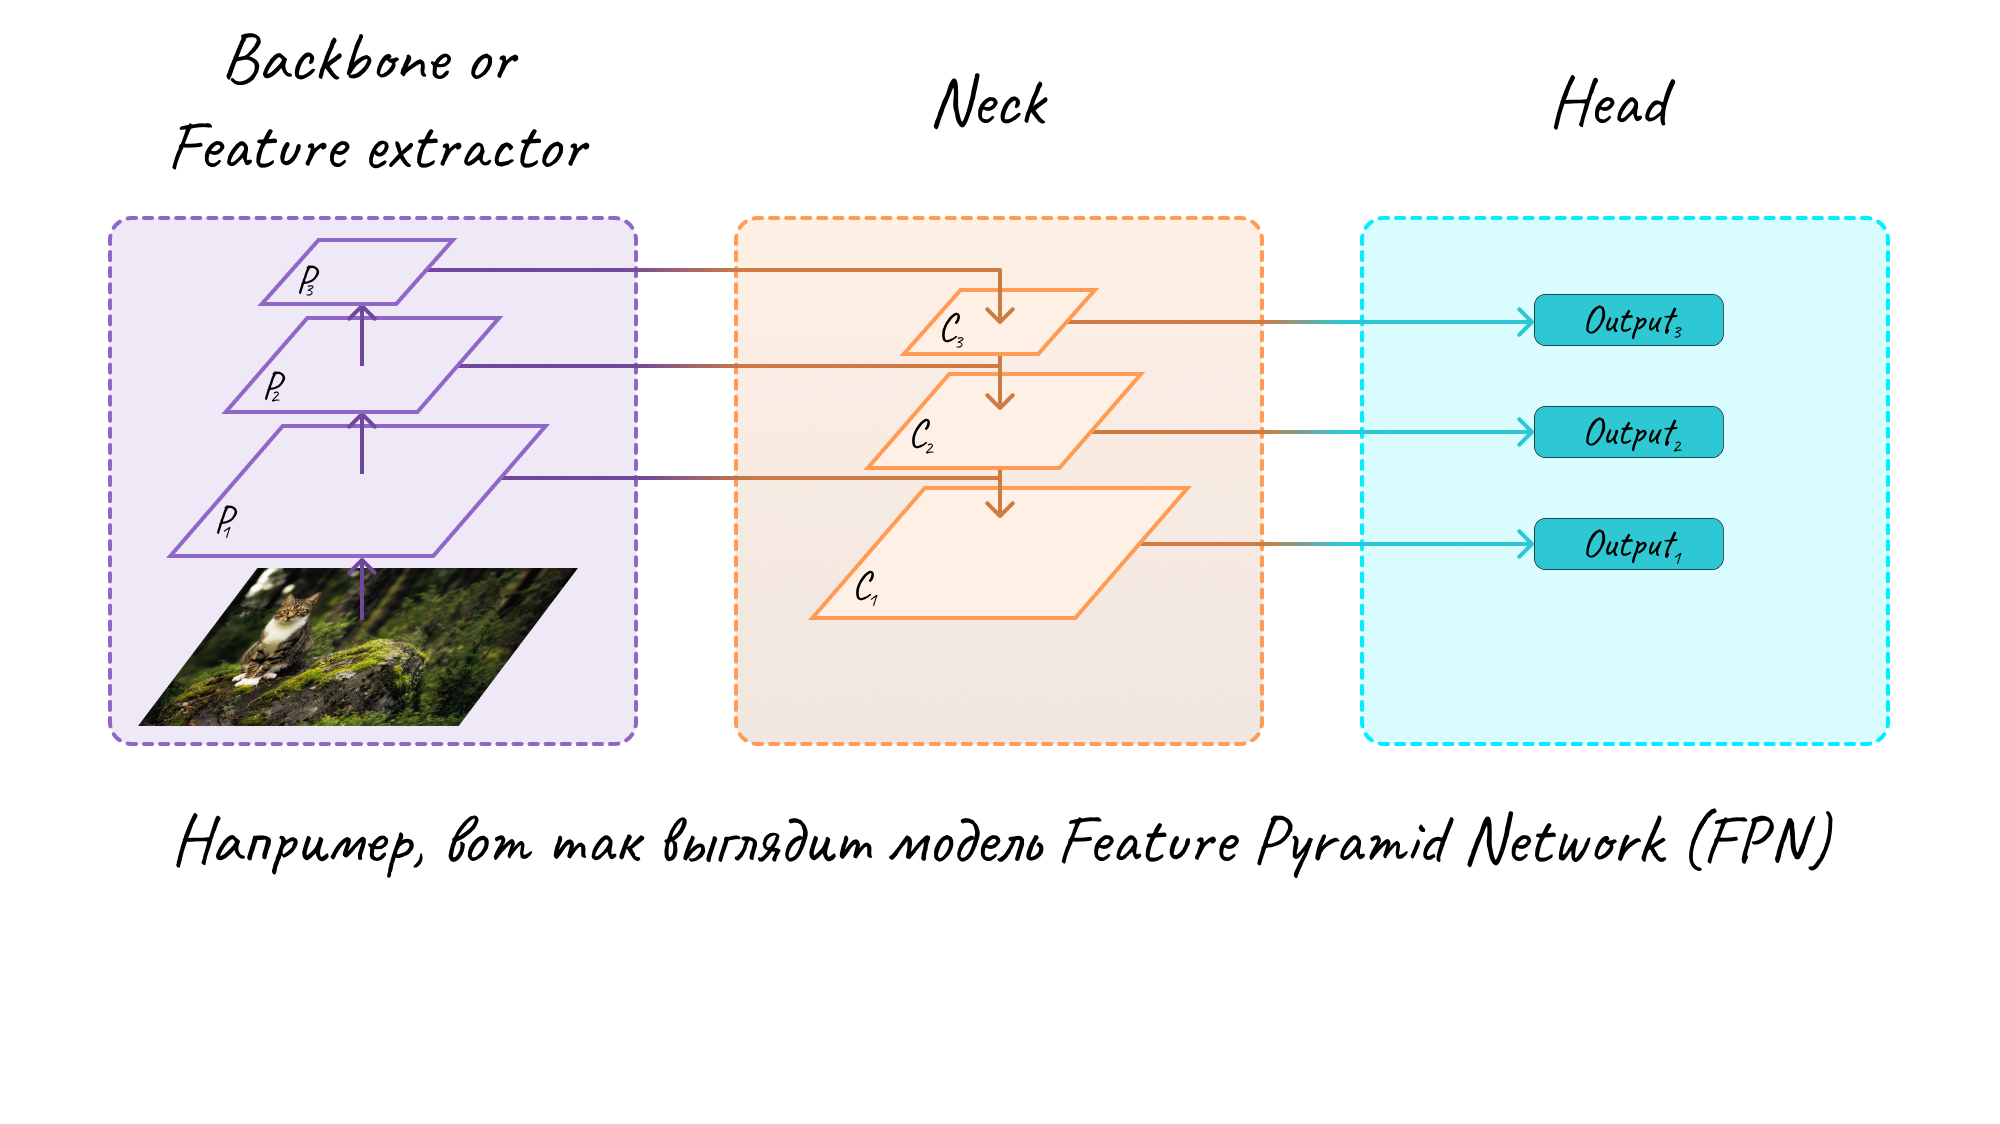 Backbone or
Feature extractor
Neck
Head
P₃
P₂
P₁
C₃
C₂
C₁
Output₃
Output₂
Output₁
Например, вот так выглядит модель Feature Pyramid Network (FPN)